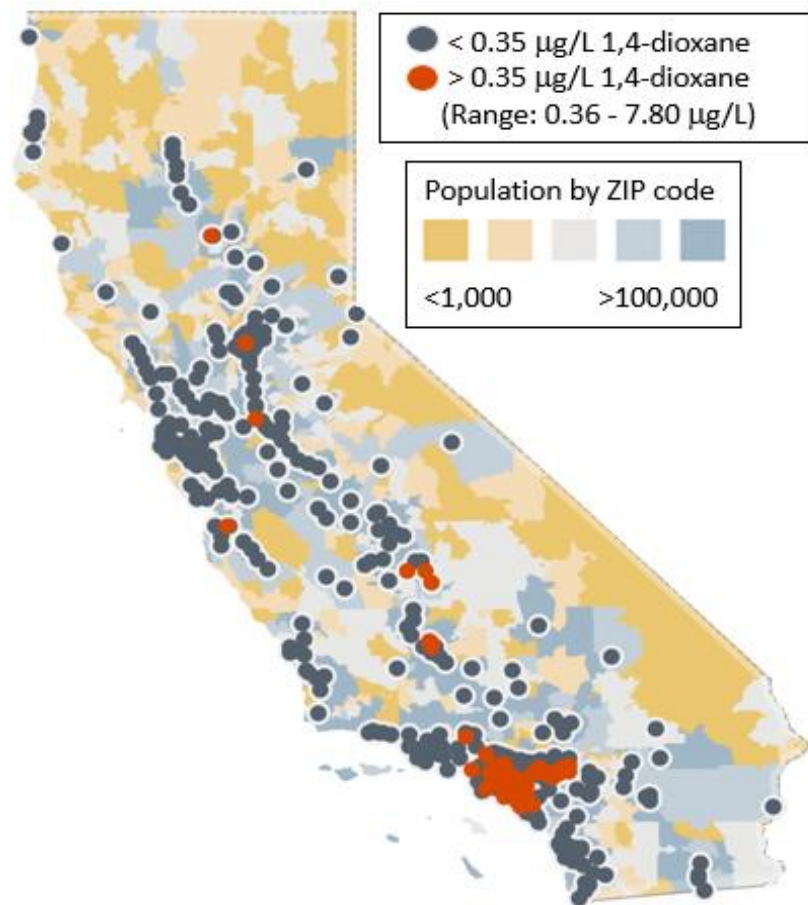 < 0.35 µg/L 1,4-dioxane
> 0.35 µg/L 1,4-dioxane
(Range: 0.36 - 7.80 µg/L)
Population by ZIP code
<1,000 >100,000